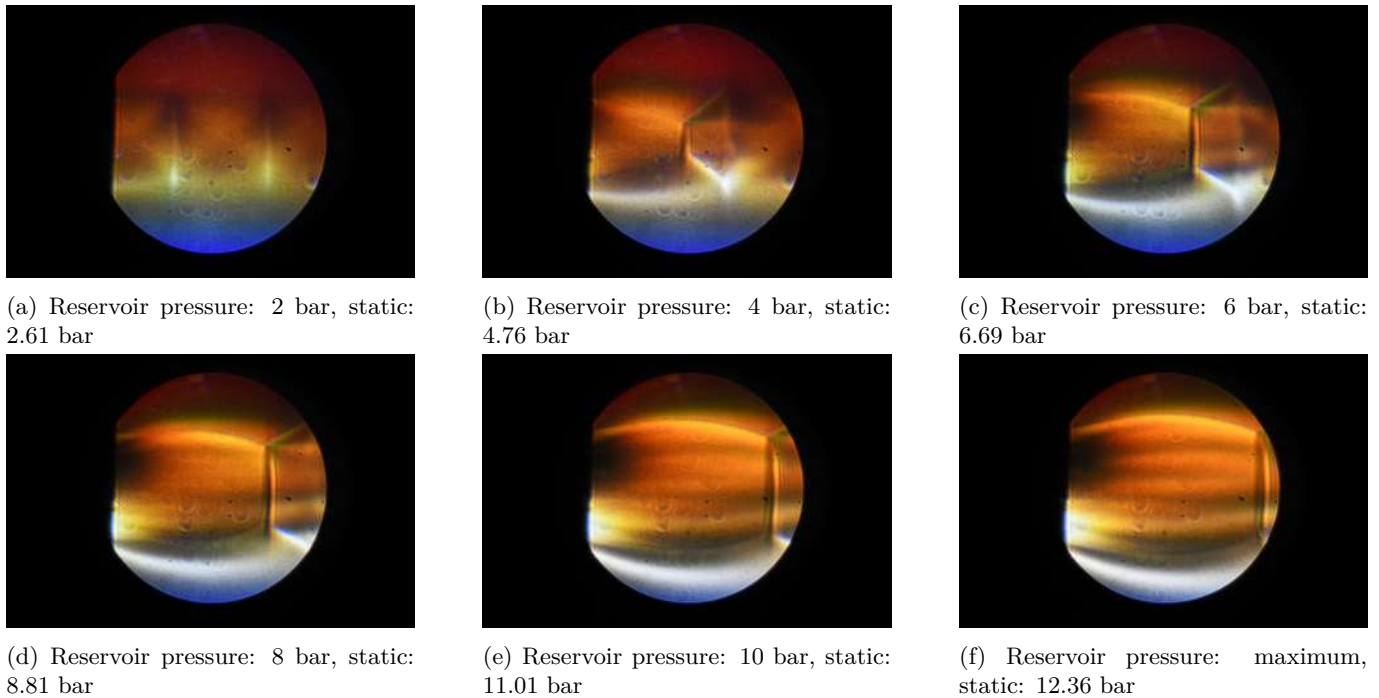 (a) Reservoir pressure: 2 bar, static:
2.61 bar
(b) Reservoir pressure: 4 bar, static:
4.76 bar
(c) Reservoir pressure: 6 bar, static:
6.69 bar
(d) Reservoir pressure: 8 bar, static:
8.81 bar
(e) Reservoir pressure: 10 bar, static:
11.01 bar
(f) Reservoir pressure: maximum,
static: 12.36 bar